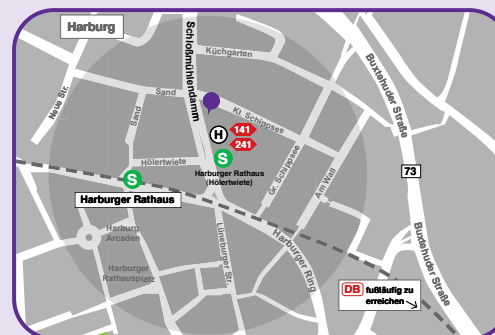 Harburg
Schloßmühlendamm
Küchgarten
Buxtehuder Straße
Neue Str.
Sand
Sand
Kl. Schippsee
H
141
241
S
Harburger Rathaus
(Hölertwiete)
Hölertwiete
S
Harburger Rathaus
Gr. Schippsee
Am Wall
73
Buxtehuder Straße
Harburg
Arcaden
Lüneburger Str.
Harburger Ring
Harburger
Rathausplatz
DB fußläufig zu
erreichen